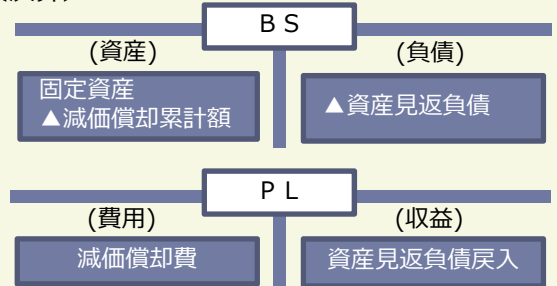 ＢＳ
(資産)
(負債)
固定資産
▲減価償却累計額
▲資産見返負債
ＰＬ
(費用)
(収益)
減価償却費
資産見返負債戻入